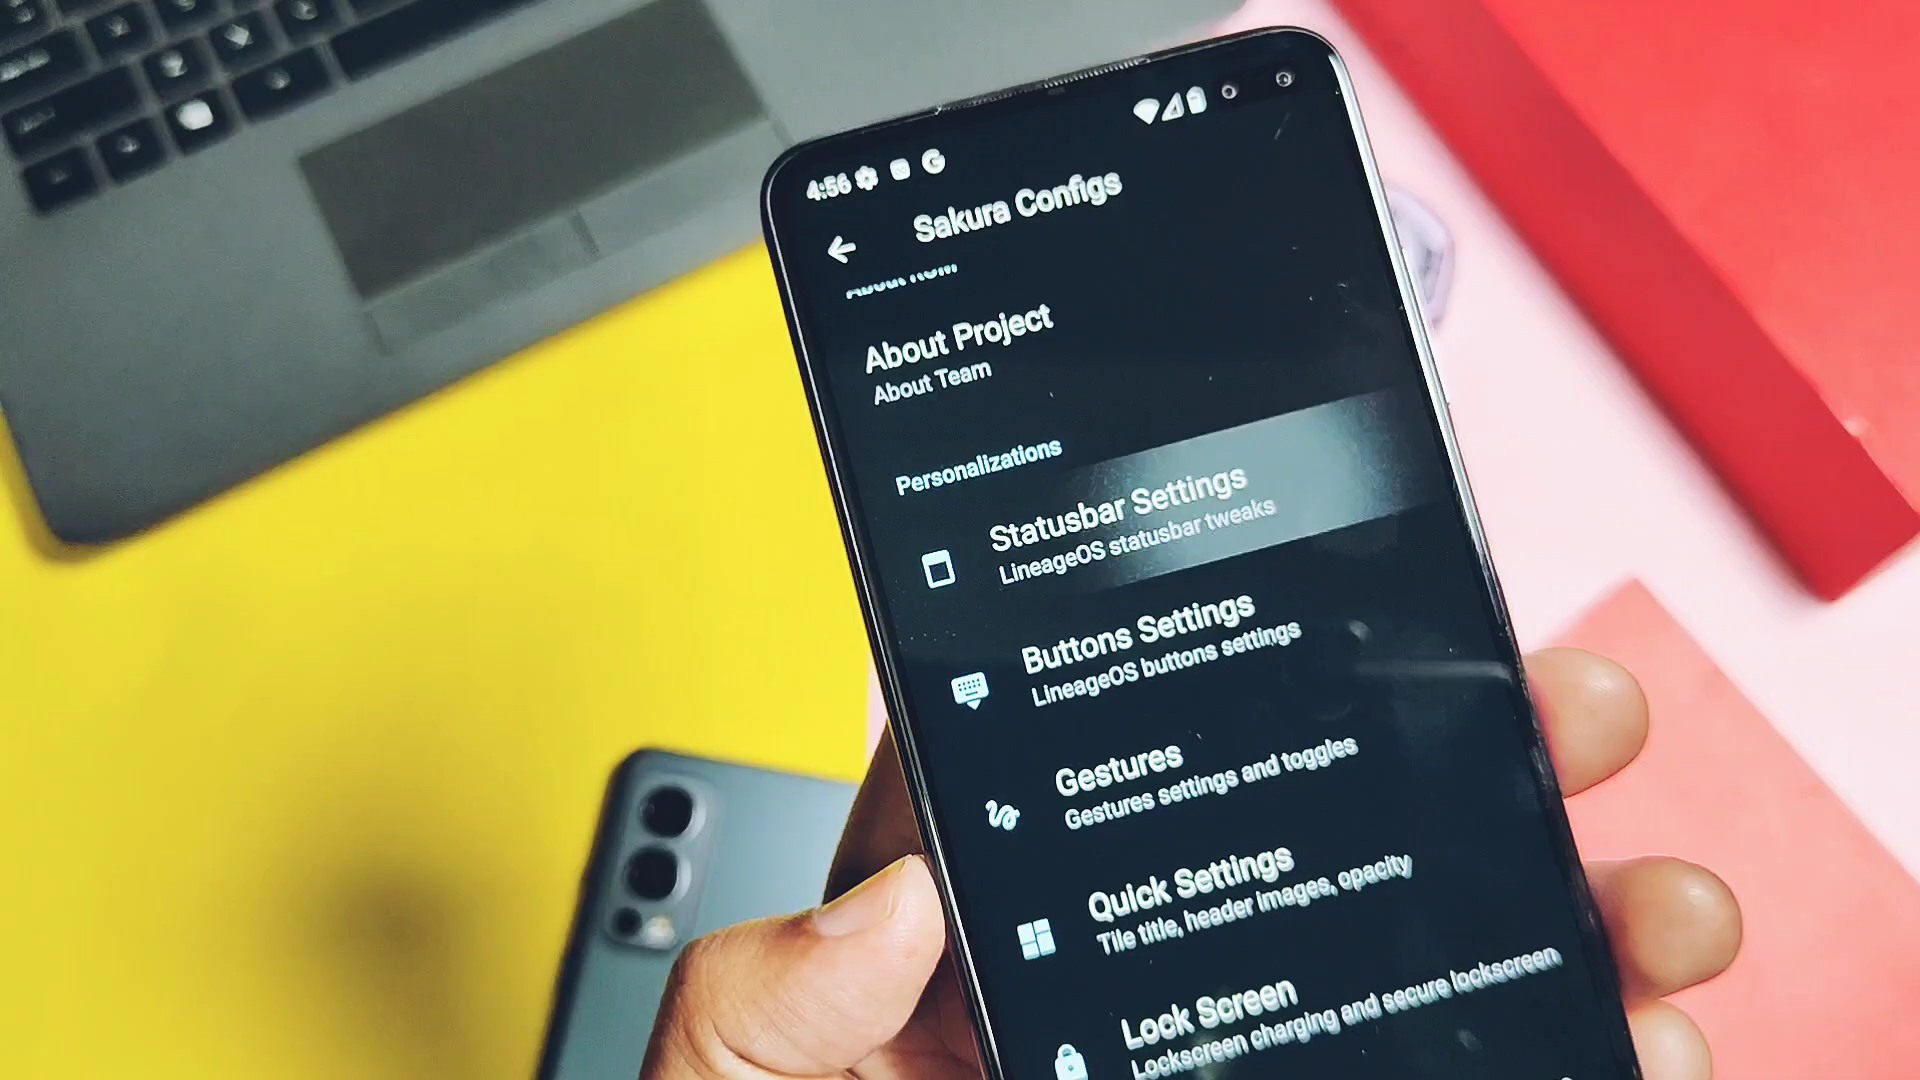 4:56
Sakura Configs
About Rom
About Project
About Team
Personalizations
Statusbar Settings
LineageOS statusbar tweaks
Buttons Settings
LineageOS buttons settings
Gestures
Gestures settings and toggles
Quick Settings
Tile title, header images, opacity
Lock Screen
Lockscreen charging and secure lockscreen